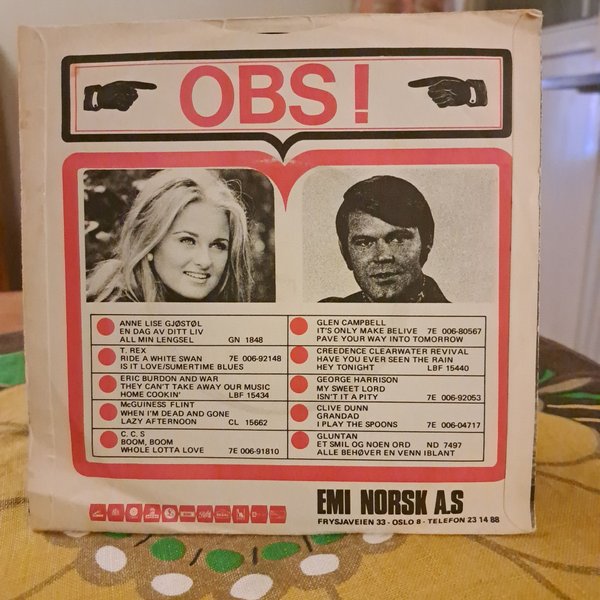 OBS!
ANNE LISE GJØSTØL
EN DAG AV DITT LIV
ALL MIN LENGSEL GN 1848
T. REX
RIDE A WHITE SWAN 7E 006-92148
IS IT LOVE/SUMERTIME BLUES
ERIC BURDON AND WAR
THEY CAN'T TAKE AWAY OUR MUSIC
HOME COOKIN' LBF 15434
McGUINESS FLINT
WHEN I'M DEAD AND GONE
LAZY AFTERNOON CL 15662
C. C. S
BOOM, BOOM
WHOLE LOTTA LOVE 7E 006-91810
GLEN CAMPBELL
IT'S ONLY MAKE BELIVE 7E 006-80567
PAVE YOUR WAY INTO TOMORROW
CREEDENCE CLEARWATER REVIVAL
HAVE YOU EVER SEEN THE RAIN
HEY TONIGHT LBF 15440
GEORGE HARRISON
MY SWEET LORD
ISN'T IT A PITY 7E 006-92053
CLIVE DUNN
GRANDAD
I PLAY THE SPOONS 7E 006-04717
GLUNTAN
ET SMIL OG NOEN ORD ND 7497
ALLE BEHØVER EN VENN IBLANT
EMI NORSK A.S
FRYSJAVEIEN 33 - OSLO 8 - TELEFON 23 14 88